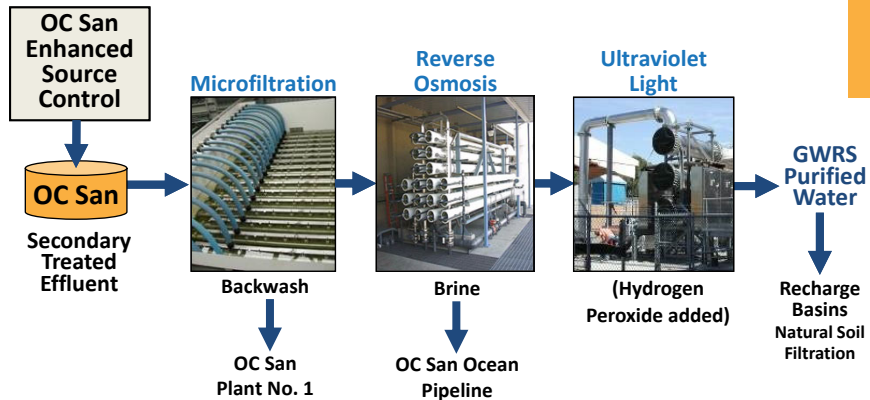 OC San
Enhanced
Source
Control
OC San
Secondary
Treated
Effluent
Microfiltration
Backwash
OC San
Plant No. 1
Reverse
Osmosis
Brine
OC San Ocean
Pipeline
Ultraviolet
Light
(Hydrogen
Peroxide added)
GWRS
Purified
Water
Recharge
Basins
Natural Soil
Filtration